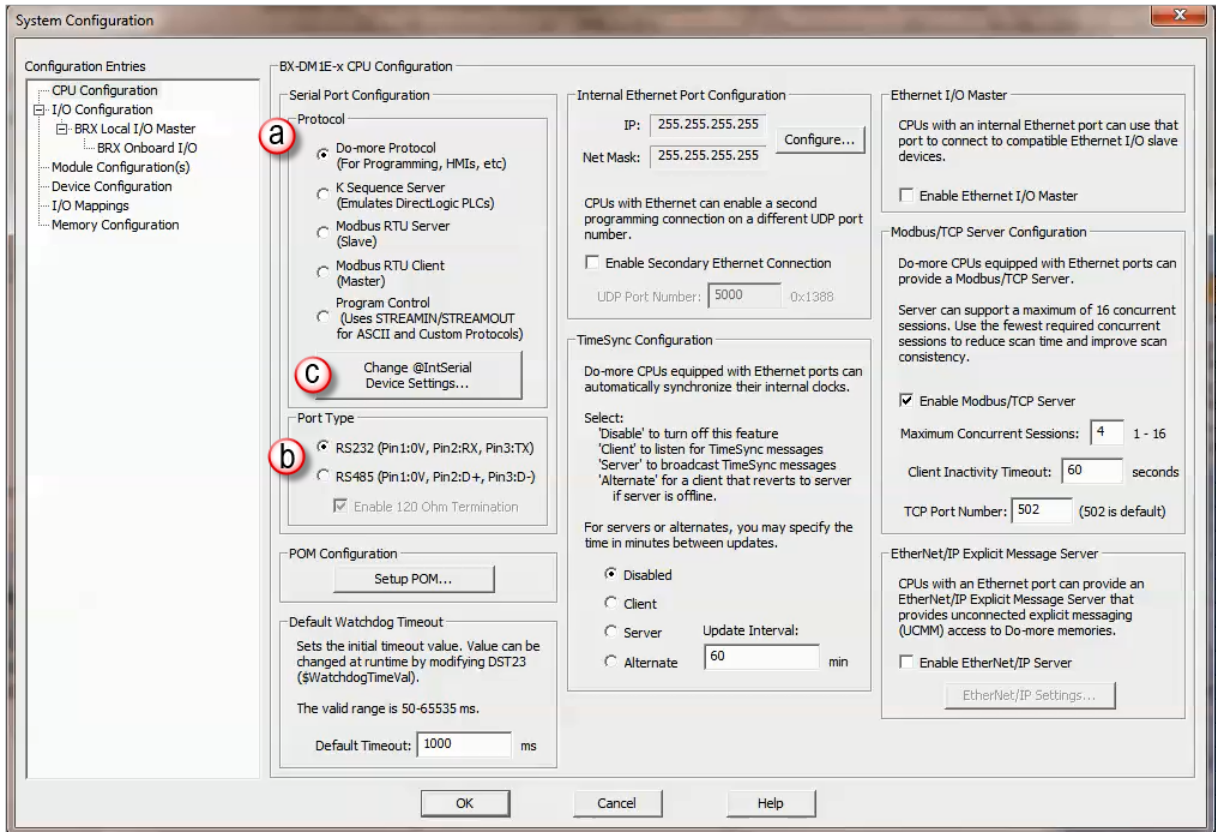 System Configuration
Configuration Entries
CPU Configuration
I/O Configuration
BRX Local I/O Master
BRX Onboard I/O
Module Configuration(s)
Device Configuration
I/O Mappings
Memory Configuration
BX-DM1E-x CPU Configuration
Serial Port Configuration
a
Protocol
Do-more Protocol
(For Programming, HMIs, etc)
K Sequence Server
(Emulates DirectLogic PLCs)
Modbus RTU Server
(Slave)
Modbus RTU Client
(Master)
Program Control
(Uses STREAMIN/STREAMOUT
for ASCII and Custom Protocols)
c
Change @IntSerial
Device Settings...
Port Type
b
RS232 (Pin1:0V, Pin2:RX, Pin3:TX)
RS485 (Pin1:0V, Pin2:D+, Pin3:D-)
Enable 120 Ohm Termination
POM Configuration
Setup POM...
Default Watchdog Timeout
Sets the initial timeout value. Value can be
changed at runtime by modifying DST23
($WatchdogTimeVal).
The valid range is 50-65535 ms.
Default Timeout: 1000 ms
Internal Ethernet Port Configuration
IP: 255.255.255.255
Configure...
Net Mask: 255.255.255.255
CPUs with Ethernet can enable a second
programming connection on a different UDP port
number.
Enable Secondary Ethernet Connection
UDP Port Number: 5000 0x1388
TimeSync Configuration
Do-more CPUs equipped with Ethernet ports can
automatically synchronize their internal clocks.
Select:
'Disable' to turn off this feature
'Client' to listen for TimeSync messages
'Server' to broadcast TimeSync messages
'Alternate' for a client that reverts to server
if server is offline.
For servers or alternates, you may specify the
time in minutes between updates.
Disabled
Client
Server Update Interval:
Alternate 60 min
Ethernet I/O Master
CPUs with an internal Ethernet port can use that
port to connect to compatible Ethernet I/O slave
devices.
Enable Ethernet I/O Master
Modbus/TCP Server Configuration
Do-more CPUs equipped with Ethernet ports can
provide a Modbus/TCP Server.
Server can support a maximum of 16 concurrent
sessions. Use the fewest required concurrent
sessions to reduce scan time and improve scan
consistency.
Enable Modbus/TCP Server
Maximum Concurrent Sessions: 4 1 - 16
Client Inactivity Timeout: 60 seconds
TCP Port Number: 502 (502 is default)
EtherNet/IP Explicit Message Server
CPUs with an Ethernet port can provide an
EtherNet/IP Explicit Message Server that
provides unconnected explicit messaging
(UCMM) access to Do-more memories.
Enable EtherNet/IP Server
EtherNet/IP Settings...
OK
Cancel
Help